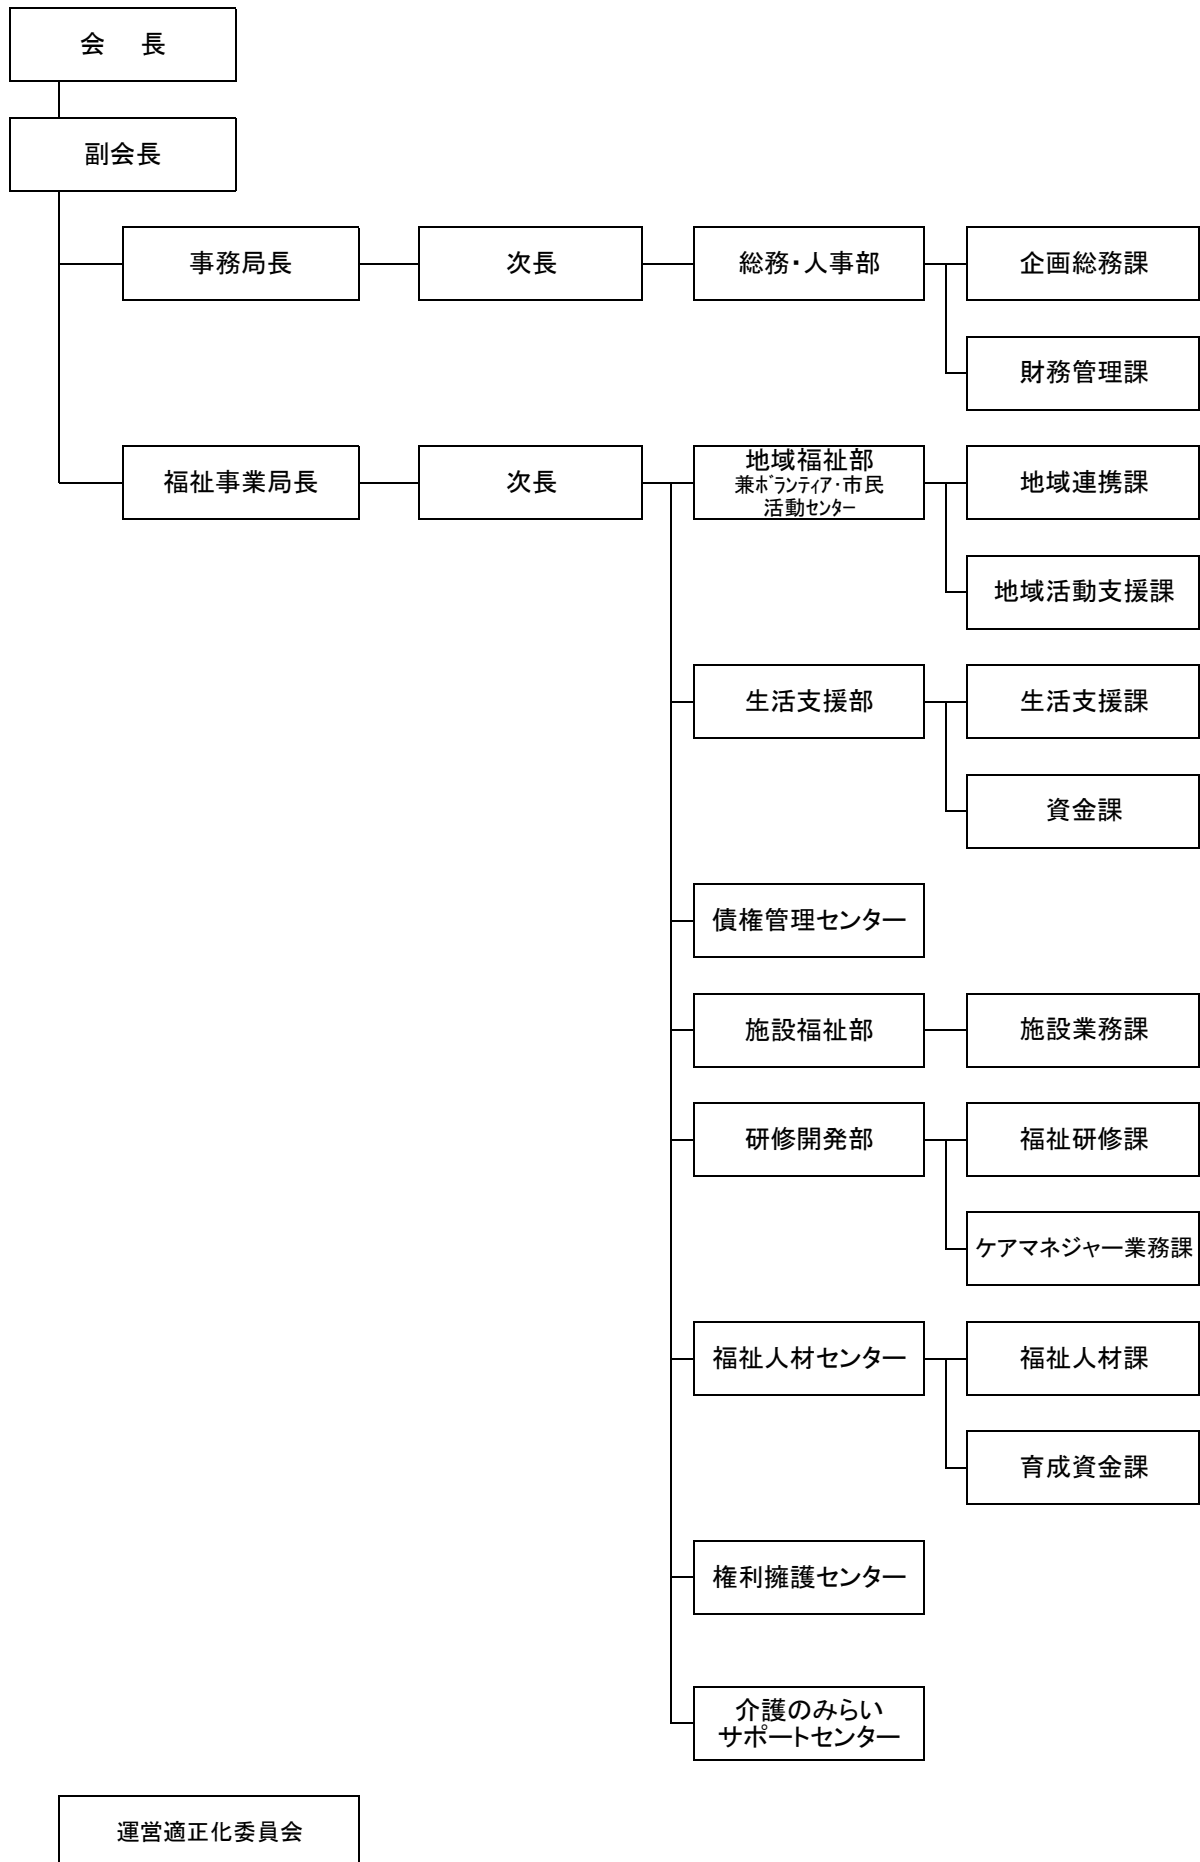 会　長
副会長
事務局長
次長
総務・人事部
企画総務課
財務管理課
福祉事業局長
次長
地域福祉部
兼ﾎﾞﾗﾝﾃｨｱ・市民
活動ｾﾝﾀｰ
地域連携課
地域活動支援課
生活支援部
生活支援課
資金課
債権管理センター
施設福祉部
施設業務課
研修開発部
福祉研修課
ケアマネジャー業務課
福祉人材センター
福祉人材課
育成資金課
権利擁護センター
介護のみらい
サポートセンター
運営適正化委員会